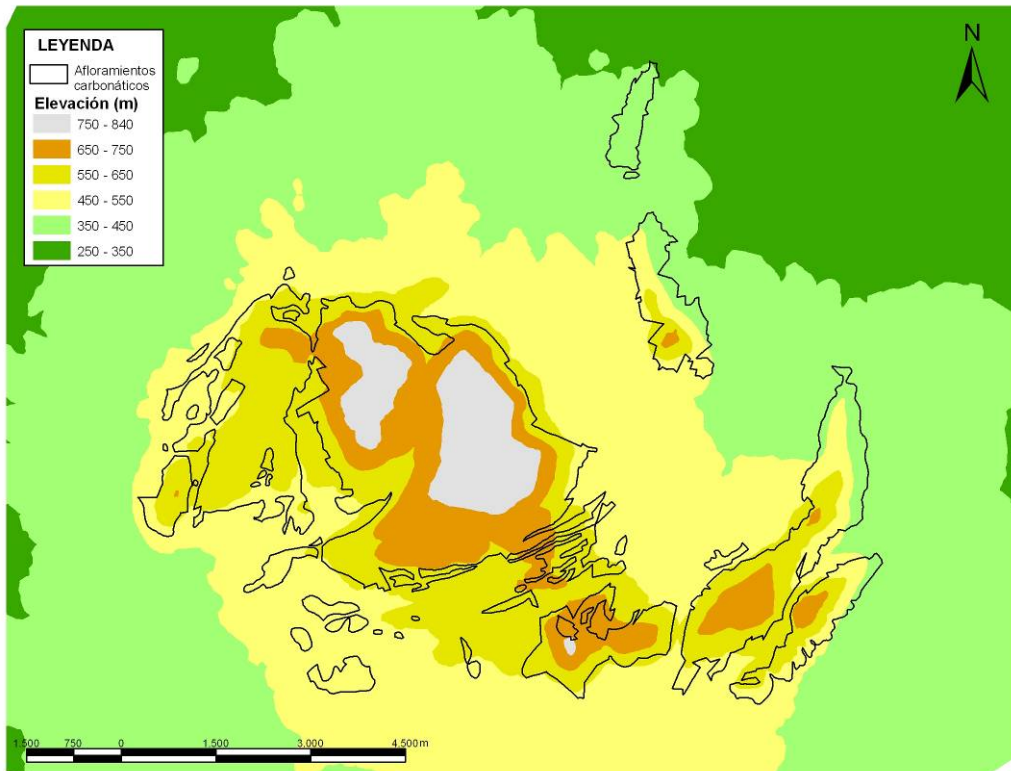 LEYENDA
Afloramientos
carbonáticos
Elevación (m)
750 - 840
650 - 750
550 - 650
450 - 550
350 - 450
250 - 350
N
1.500 750 0 1.500 3.000 4.500 m